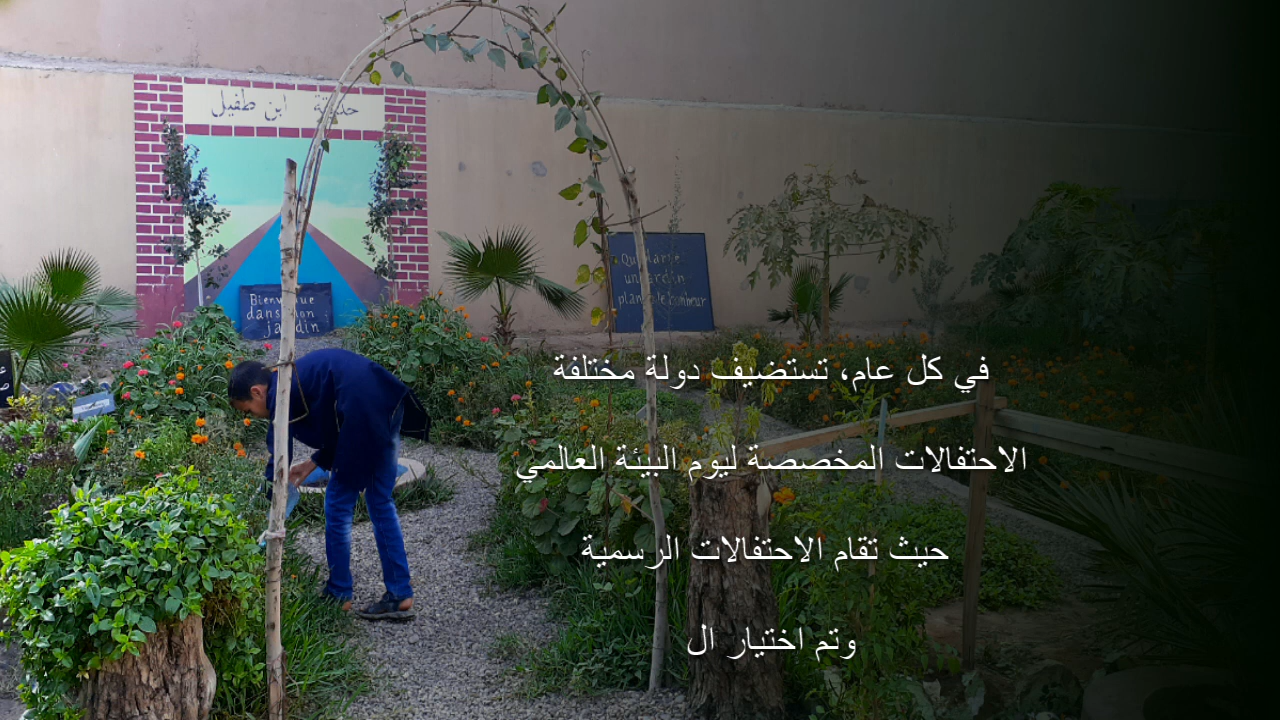 حديقة ابن طفيل
Bienvenue
dans mon
jardin
Qui
un jardin
plante le bonheur
في كل عام، تستضيف دولة مختلفة
الاحتفالات المخصصة ليوم البيئة العالمي
حيث تقام الاحتفالات الرسمية
وتم اختيار ال